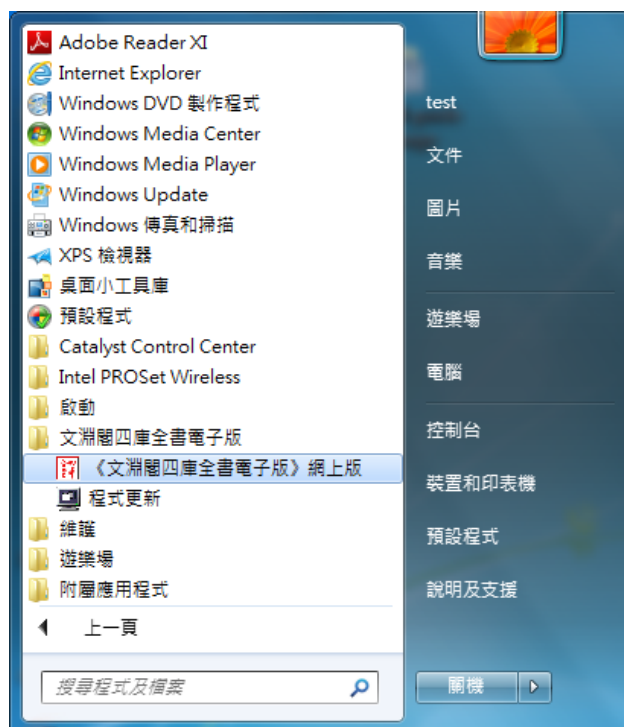 Adobe Reader XI
Internet Explorer
Windows DVD 製作程式
Windows Media Center
Windows Media Player
Windows Update
Windows 傳真和掃描
XPS 檢視器
桌面小工具庫
預設程式
Catalyst Control Center
Intel PROSet Wireless
啟動
文淵閣四庫全書電子版
《文淵閣四庫全書電子版》網上版
程式更新
維護
遊樂場
附屬應用程式
上一頁
搜尋程式及檔案
test
文件
圖片
音樂
遊樂場
電腦
控制台
裝置和印表機
預設程式
說明及支援
關機